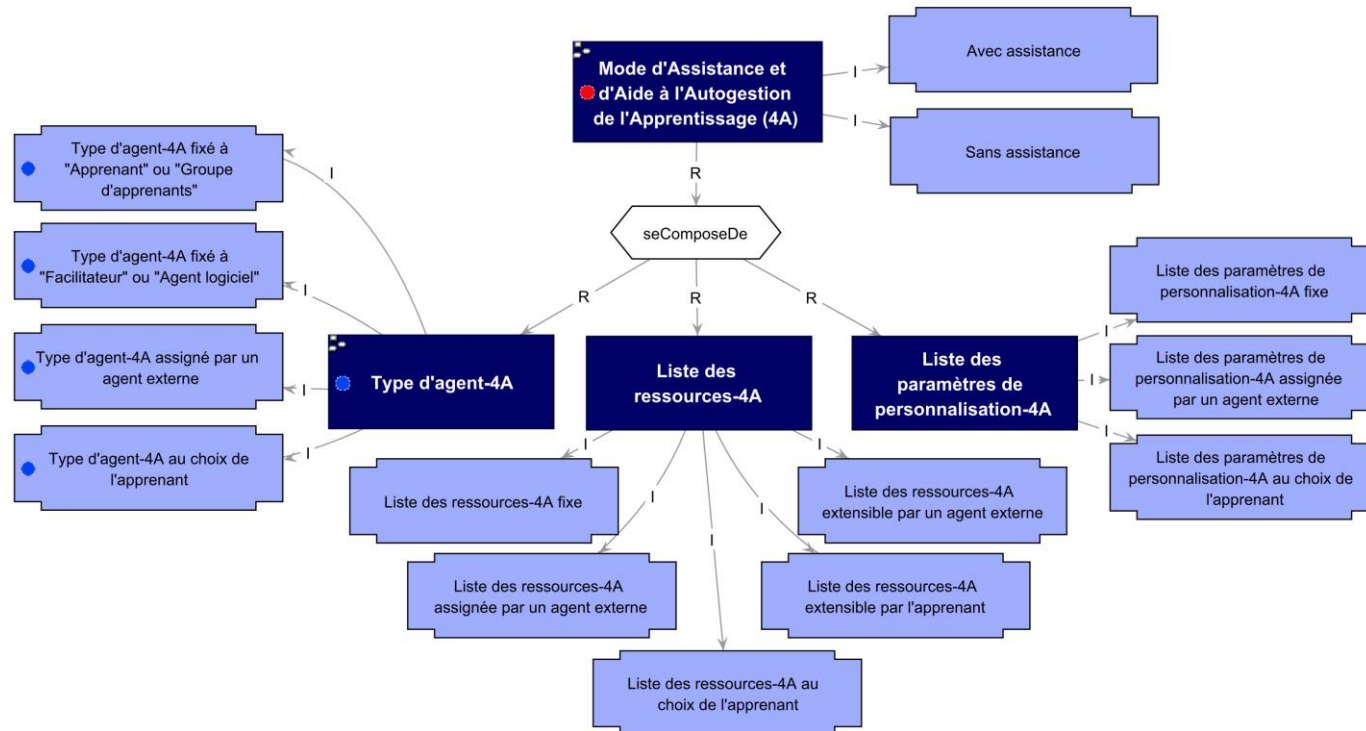 Mode d'Assistance et
d'Aide à l'Autogestion
de l'Apprentissage (4A)
I
Avec assistance
I
Sans assistance
R
seComposeDe
R
R
R
Type d'agent-4A
Liste des
ressources-4A
Liste des
paramètres de
personnalisation-4A
I
Type d'agent-4A fixé à
"Apprenant" ou "Groupe
d'apprenants"
I
Type d'agent-4A fixé à
"Facilitateur" ou "Agent logiciel"
I
Type d'agent-4A assigné par un
agent externe
I
Type d'agent-4A au choix de
l'apprenant
I
Liste des ressources-4A fixe
I
Liste des ressources-4A
assignée par un agent externe
I
Liste des ressources-4A au
choix de l'apprenant
I
Liste des ressources-4A
extensible par l'apprenant
I
Liste des ressources-4A
extensible par un agent externe
I
Liste des paramètres de
personnalisation-4A fixe
I
Liste des paramètres de
personnalisation-4A assignée
par un agent externe
I
Liste des paramètres de
personnalisation-4A au choix de
l'apprenant